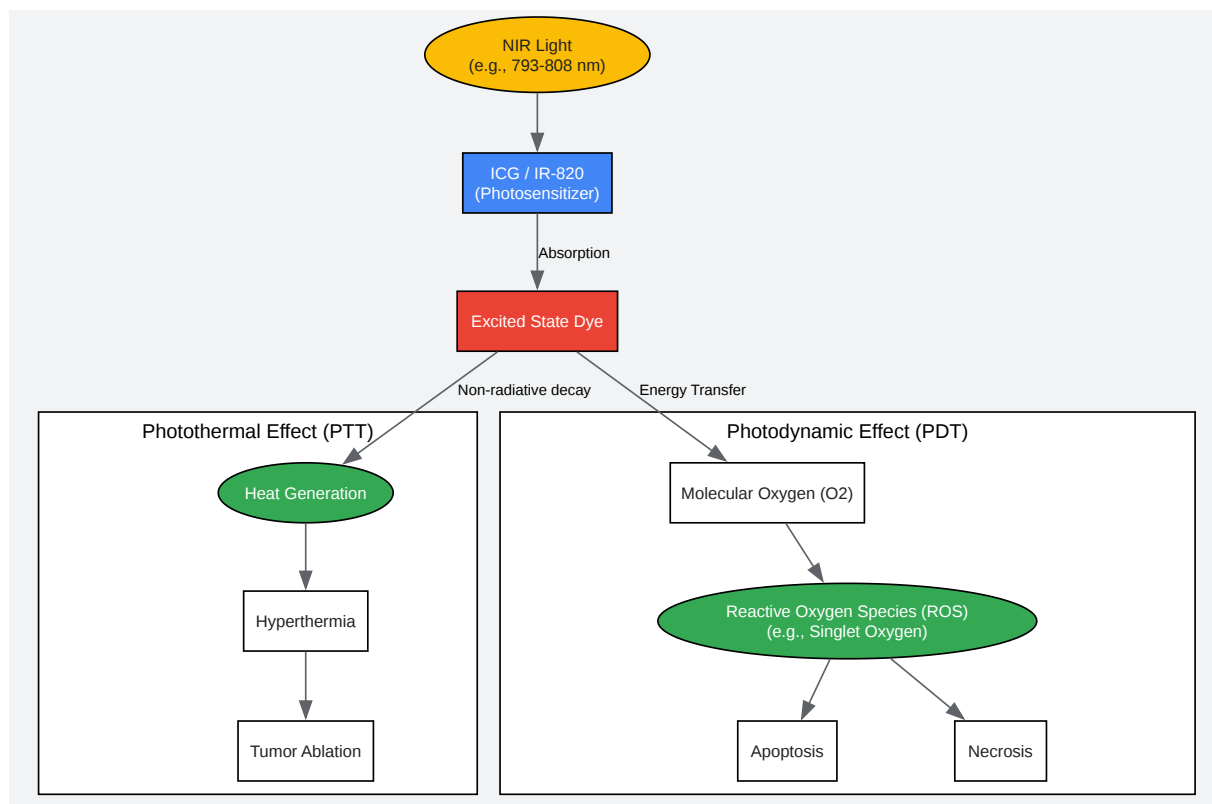 NIR Light
(e.g., 793-808 nm)
ICG / IR-820
(Photosensitizer)
Absorption
Excited State Dye
Non-radiative decay
Energy Transfer
Photothermal Effect (PTT)
Photodynamic Effect (PDT)
Heat Generation
Molecular Oxygen (O2)
Hyperthermia
Reactive Oxygen Species (ROS)
(e.g., Singlet Oxygen)
Tumor Ablation
Apoptosis
Necrosis